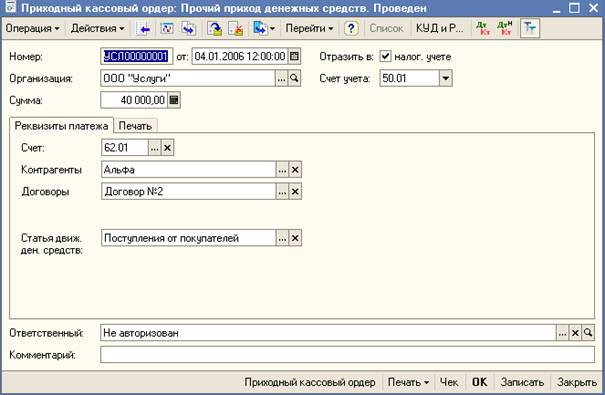 Приходный кассовый ордер: Прочий приход денежных средств. Проведен
Операция Действия Перейти ? Список КУД и Р... Дт Кт Дт Кт Н Тт
Номер: УСЛ00000001 от: 04.01.2006 12:00:00 Отразить в: налог. учете
Организация: ООО "Услуги" ... Счет учета: 50.01
Сумма: 40 000,00
Реквизиты платежа Печать
Счет: 62.01 ... ×
Контрагенты Альфа ... ×
Договоры Договор №2 ... ×
Статья движ. Поступления от покупателей ... ×
ден. средств:
Ответственный: Не авторизован ... ×
Комментарий:
Приходный кассовый ордер Печать Чек OK Записать Закрыть